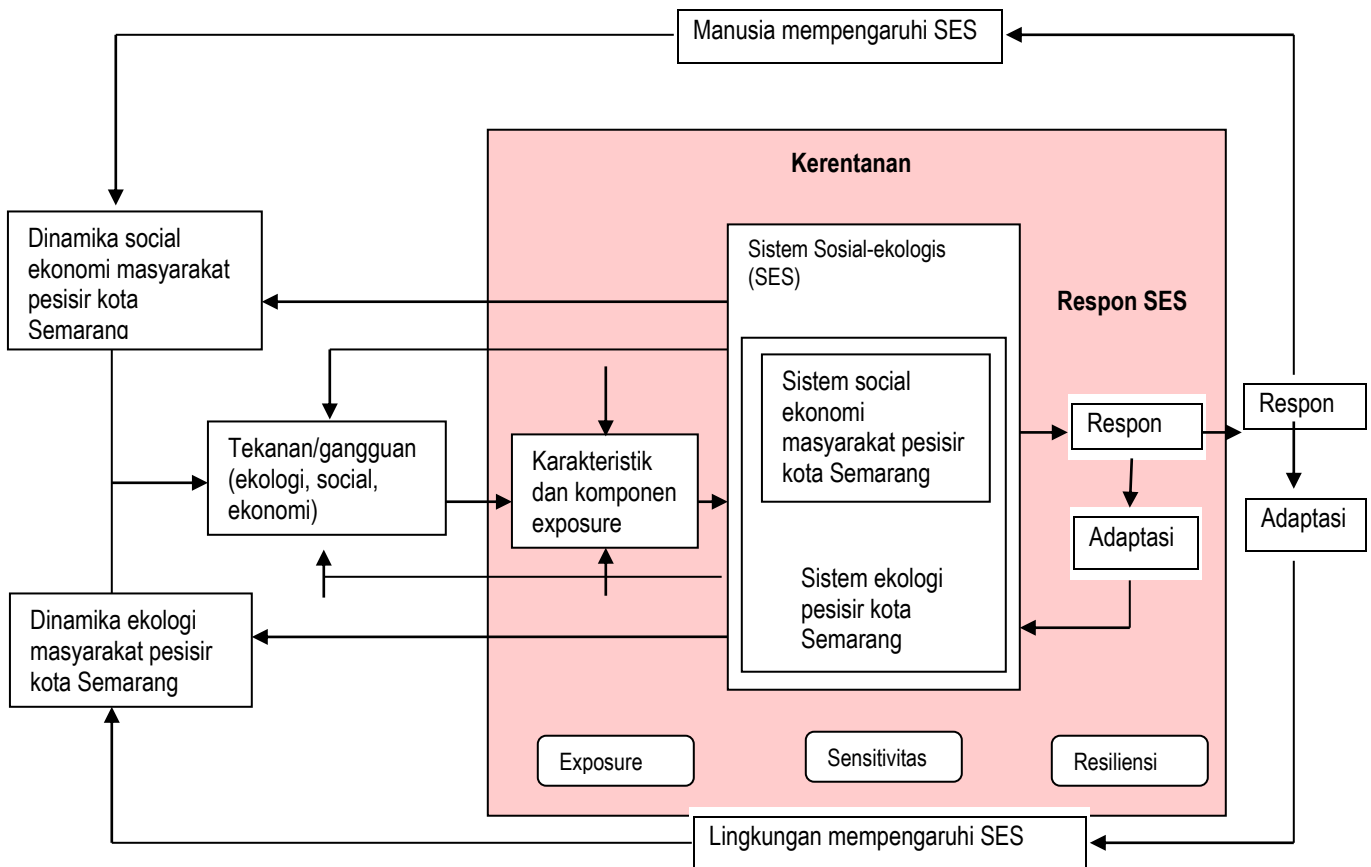 Manusia mempengaruhi SES
Kerentanan
Dinamika social
ekonomi masyarakat
pesisir kota
Semarang
Sistem Sosial-ekologis
(SES)
Respon SES
Sistem social
ekonomi
masyarakat pesisir
kota Semarang
Tekanan/gangguan
(ekologi, social,
ekonomi)
Karakteristik
dan komponen
exposure
Respon
Respon
Adaptasi
Adaptasi
Sistem ekologi
pesisir kota
Semarang
Dinamika ekologi
masyarakat pesisir
kota Semarang
Exposure
Sensitivitas
Resiliensi
Lingkungan mempengaruhi SES